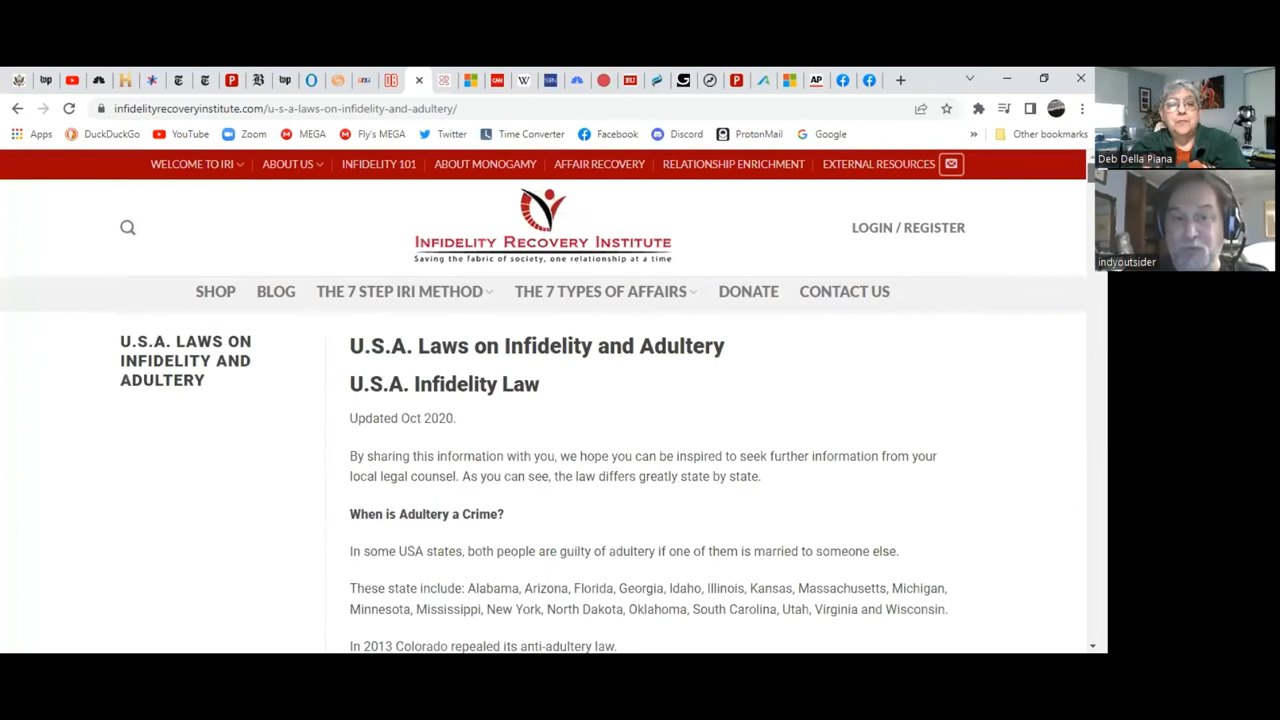 infidelityrecoveryinstitute.com/u-s-a-laws-on-infidelity-and-adultery/
Apps DuckDuckGo YouTube Zoom MEGA Fly's MEGA Twitter Time Converter Facebook Discord ProtonMail Google » Other bookmarks
WELCOME TO IRI ABOUT US INFIDELITY 101 ABOUT MONOGAMY AFFAIR RECOVERY RELATIONSHIP ENRICHMENT EXTERNAL RESOURCES
INFIDELITY RECOVERY INSTITUTE
Saving the fabric of society, one relationship at a time
LOGIN / REGISTER
SHOP BLOG THE 7 STEP IRI METHOD THE 7 TYPES OF AFFAIRS DONATE CONTACT US
U.S.A. LAWS ON
INFIDELITY AND
ADULTERY
U.S.A. Laws on Infidelity and Adultery
U.S.A. Infidelity Law
Updated Oct 2020.
By sharing this information with you, we hope you can be inspired to seek further information from your
local legal counsel. As you can see, the law differs greatly state by state.
When is Adultery a Crime?
In some USA states, both people are guilty of adultery if one of them is married to someone else.
These state include: Alabama, Arizona, Florida, Georgia, Idaho, Illinois, Kansas, Massachusetts, Michigan,
Minnesota, Mississippi, New York, North Dakota, Oklahoma, South Carolina, Utah, Virginia and Wisconsin.
In 2013 Colorado repealed its anti-adultery law.
Deb Della Piana
indyoutsider